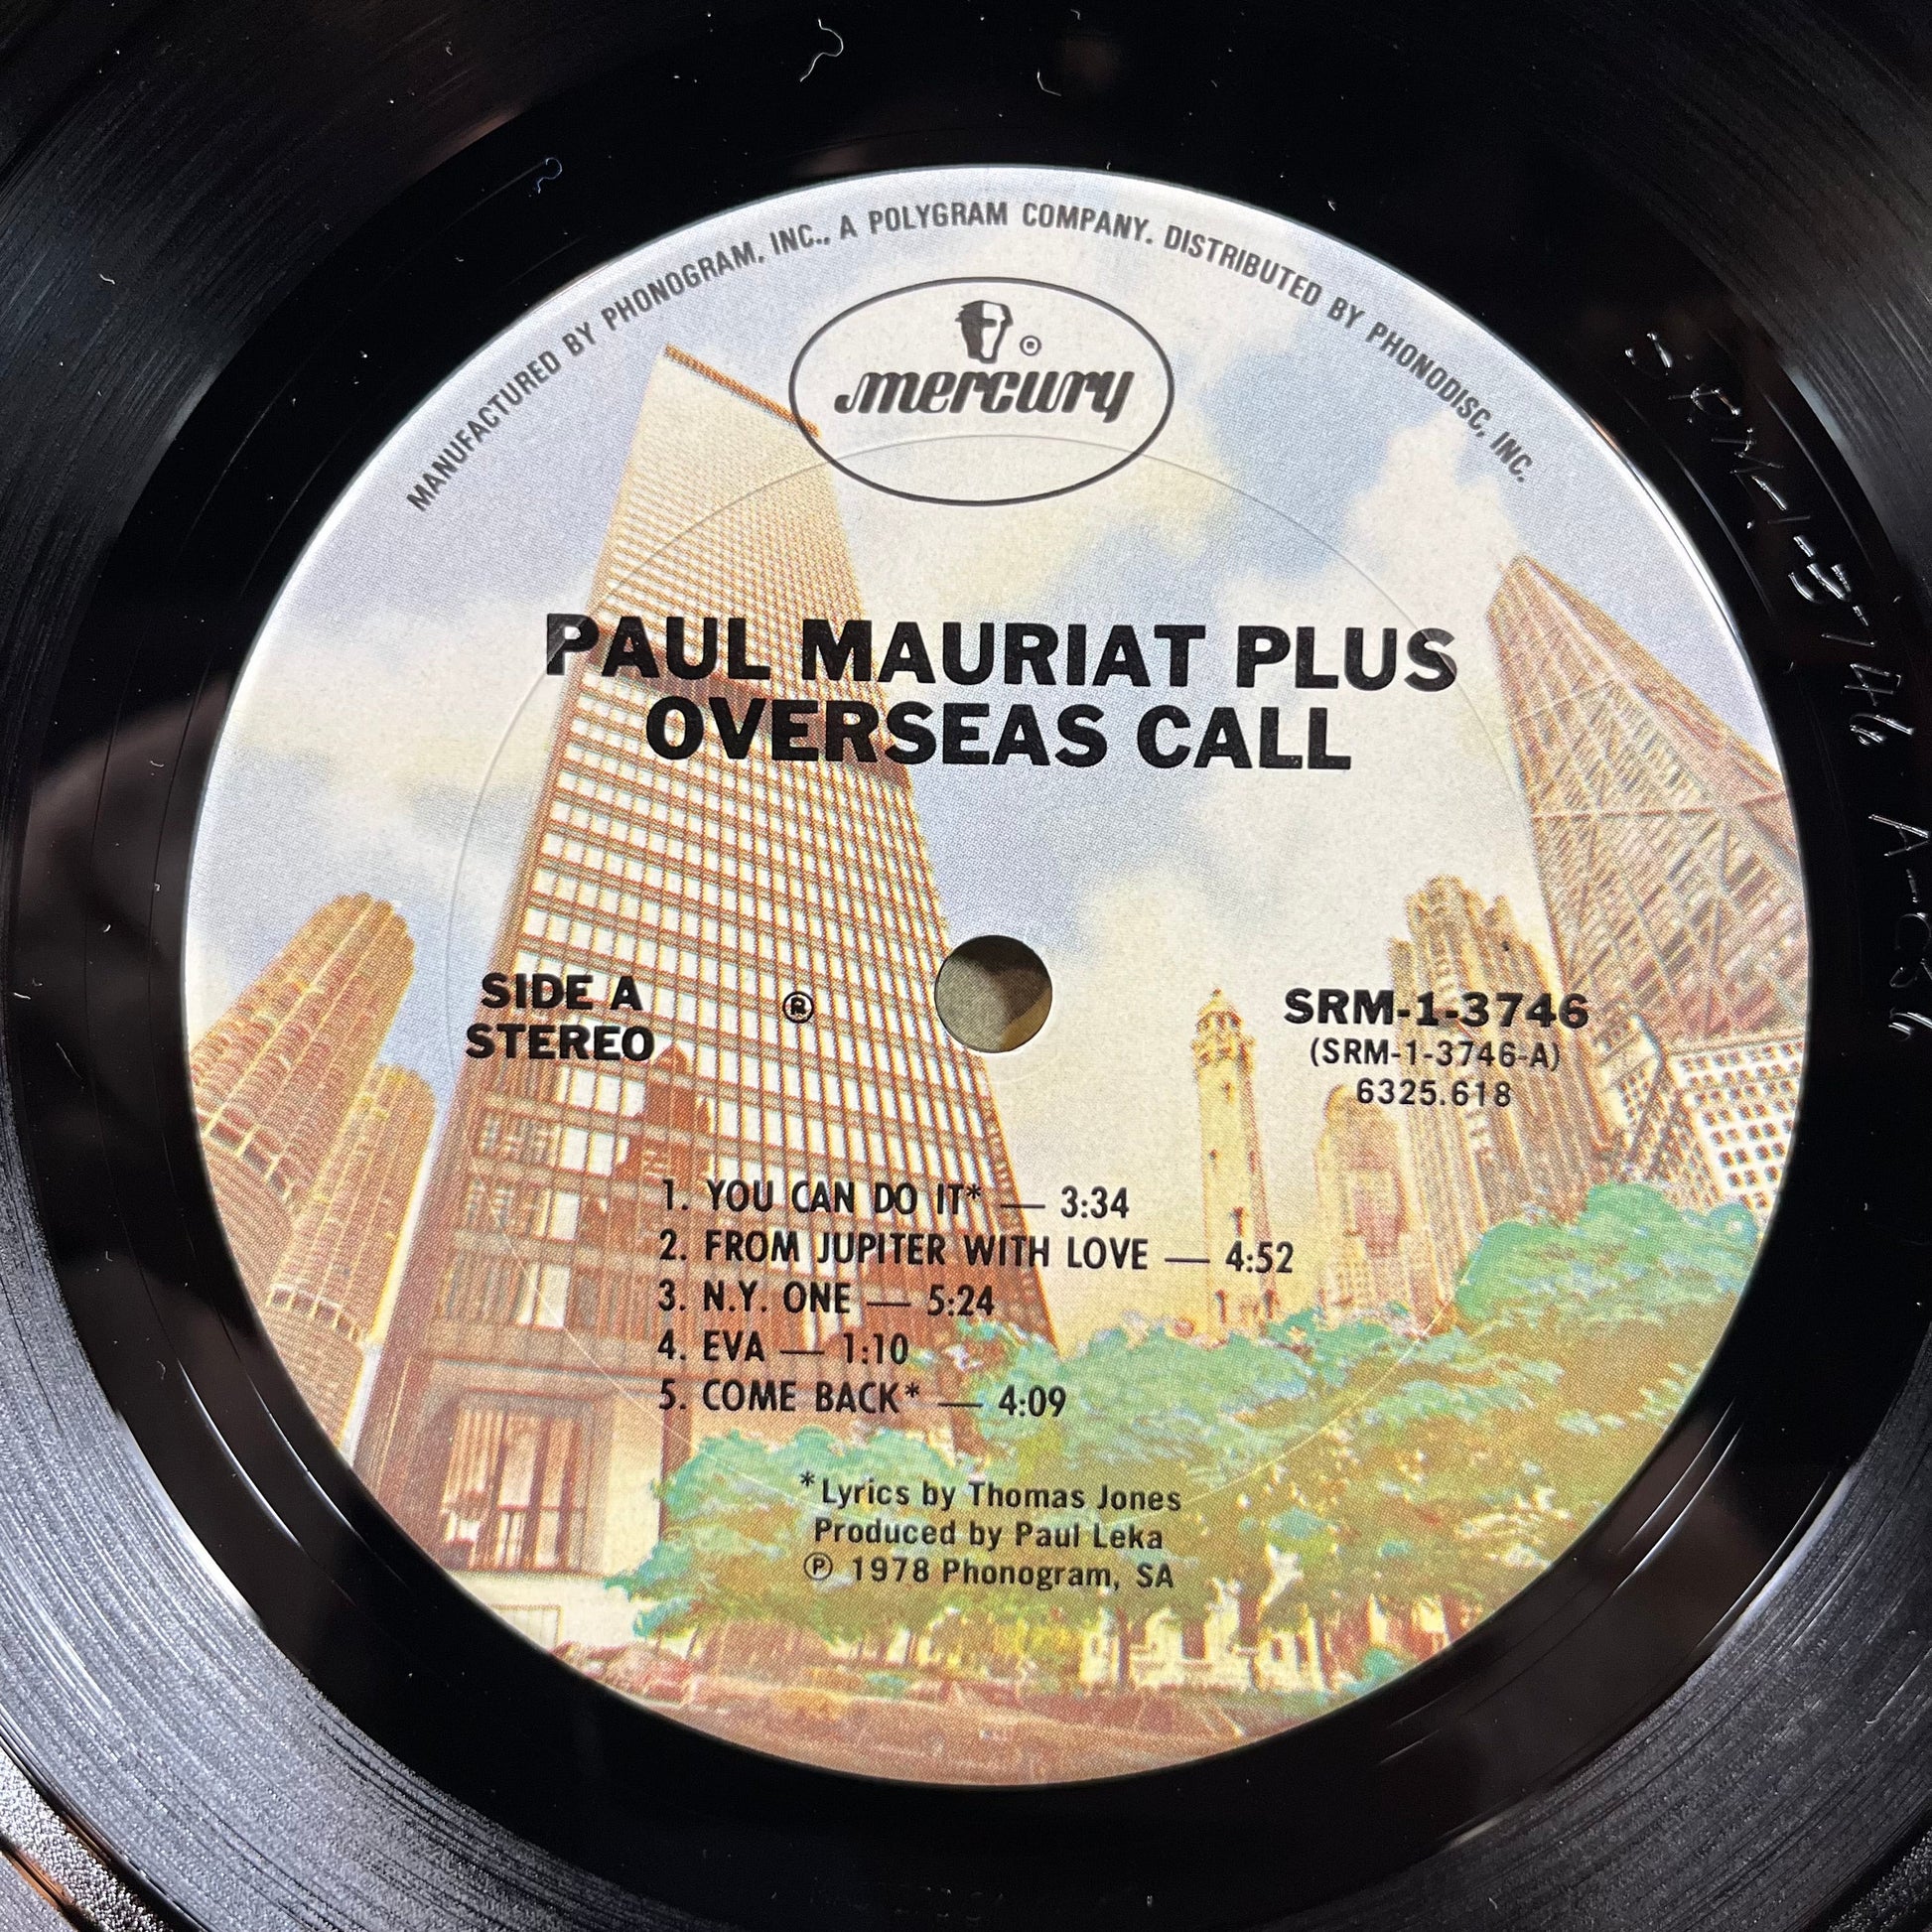 MANUFACTURED BY PHONOGRAM, INC., A POLYGRAM COMPANY. DISTRIBUTED BY PHONODISC, INC.
mercury ®
PAUL MAURIAT PLUS
OVERSEAS CALL
SIDE A
STEREO
®
SRM-1-3746
(SRM-1-3746-A)
6325.618
1. YOU CAN DO IT* — 3:34
2. FROM JUPITER WITH LOVE — 4:52
3. N.Y. ONE — 5:24
4. EVA — 1:10
5. COME BACK* — 4:09
*Lyrics by Thomas Jones
Produced by Paul Leka
℗ 1978 Phonogram, SA